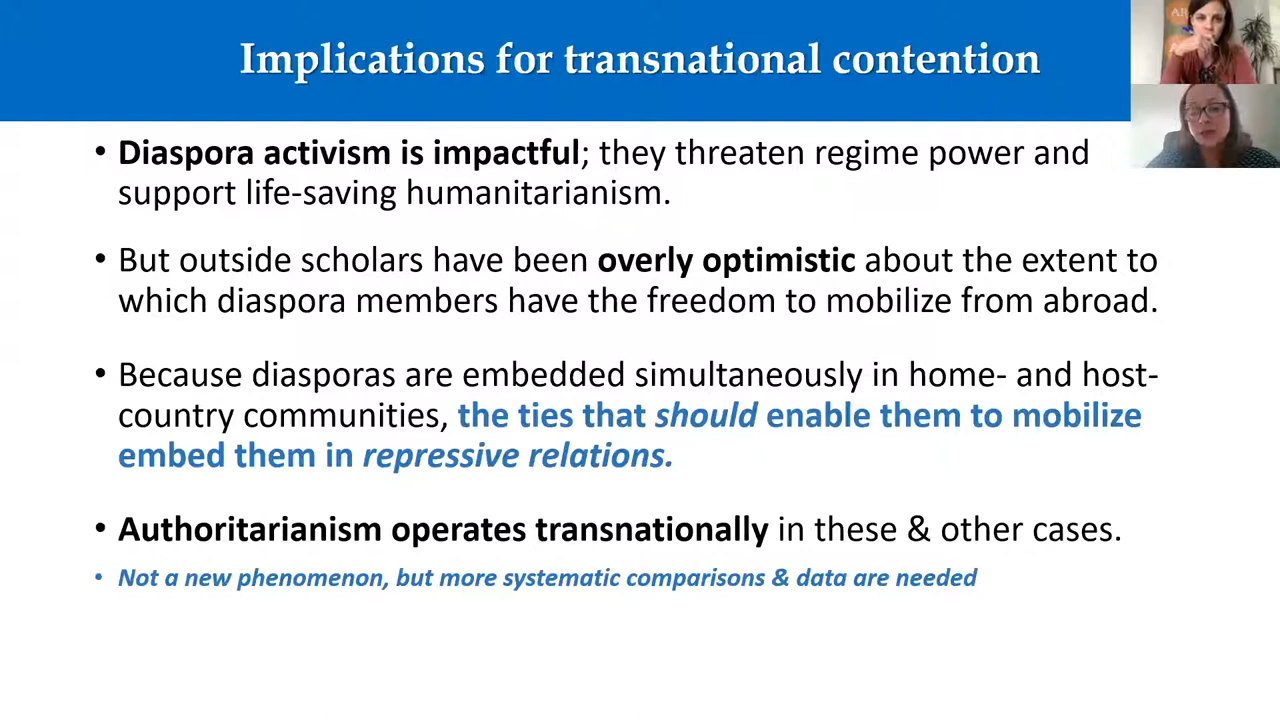 Implications for transnational contention
• Diaspora activism is impactful; they threaten regime power and
support life-saving humanitarianism.
• But outside scholars have been overly optimistic about the extent to
which diaspora members have the freedom to mobilize from abroad.
• Because diasporas are embedded simultaneously in home- and host-
country communities, the ties that should enable them to mobilize
embed them in repressive relations.
• Authoritarianism operates transnationally in these & other cases.
• Not a new phenomenon, but more systematic comparisons & data are needed